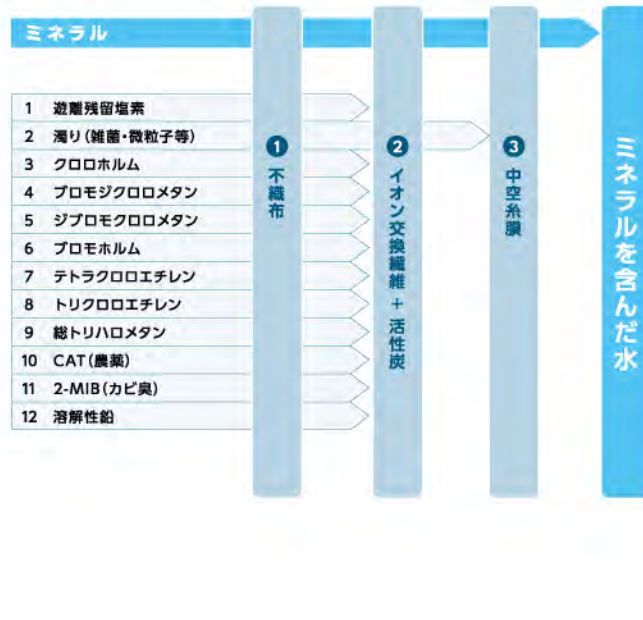 ミネラル
1 遊離残留塩素
2 濁り(雑菌・微粒子等)
3 クロロホルム
4 ブロモジクロロメタン
5 ジブロモクロロメタン
6 ブロモホルム
7 テトラクロロエチレン
8 トリクロロエチレン
9 総トリハロメタン
10 CAT(農薬)
11 2-MIB(カビ臭)
12 溶解性鉛
1 不織布
2 イオン交換繊維 + 活性炭
3 中空糸膜
ミネラルを含んだ水